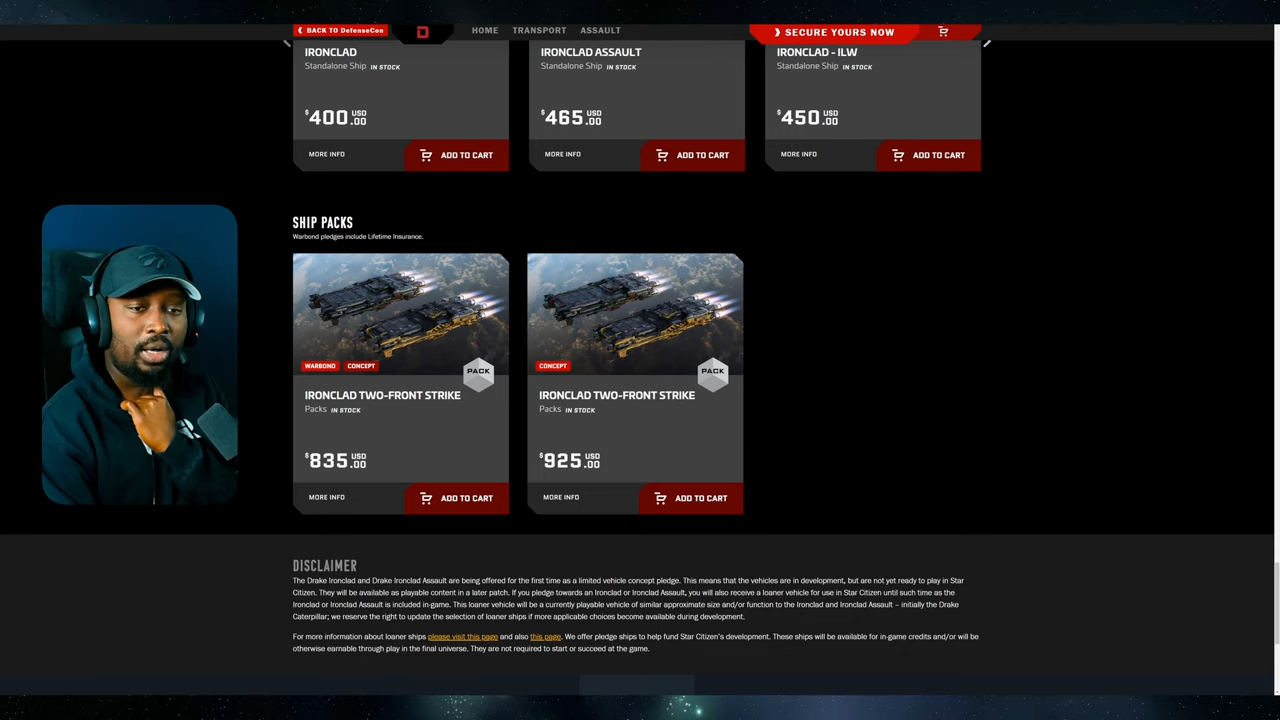 BACK TO DefenseCon
D
HOME
TRANSPORT
ASSAULT
SECURE YOURS NOW
IRONCLAD
Standalone Ship IN STOCK
$400 USD .00
MORE INFO
ADD TO CART
IRONCLAD ASSAULT
Standalone Ship IN STOCK
$465 USD .00
MORE INFO
ADD TO CART
IRONCLAD - ILW
Standalone Ship IN STOCK
$450 USD .00
MORE INFO
ADD TO CART
SHIP PACKS
Warbond pledges include Lifetime Insurance.
WARBOND
CONCEPT
PACK
IRONCLAD TWO-FRONT STRIKE
Packs IN STOCK
$835 USD .00
MORE INFO
ADD TO CART
CONCEPT
PACK
IRONCLAD TWO-FRONT STRIKE
Packs IN STOCK
$925 USD .00
MORE INFO
ADD TO CART
DISCLAIMER
The Drake Ironclad and Drake Ironclad Assault are being offered for the first time as a limited vehicle concept pledge. This means that the vehicles are in development, but are not yet ready to play in Star
Citizen. They will be available as playable content in a later patch. If you pledge towards an Ironclad or Ironclad Assault, you will also receive a loaner vehicle for use in Star Citizen until such time as the
Ironclad or Ironclad Assault is included in-game. This loaner vehicle will be a currently playable vehicle of similar approximate size and/or function to the Ironclad and Ironclad Assault – initially the Drake
Caterpillar; we reserve the right to update the selection of loaner ships if more applicable choices become available during development.
For more information about loaner ships please visit this page and also this page. We offer pledge ships to help fund Star Citizen's development. These ships will be available for in-game credits and/or will be
otherwise earnable through play in the final universe. They are not required to start or succeed at the game.